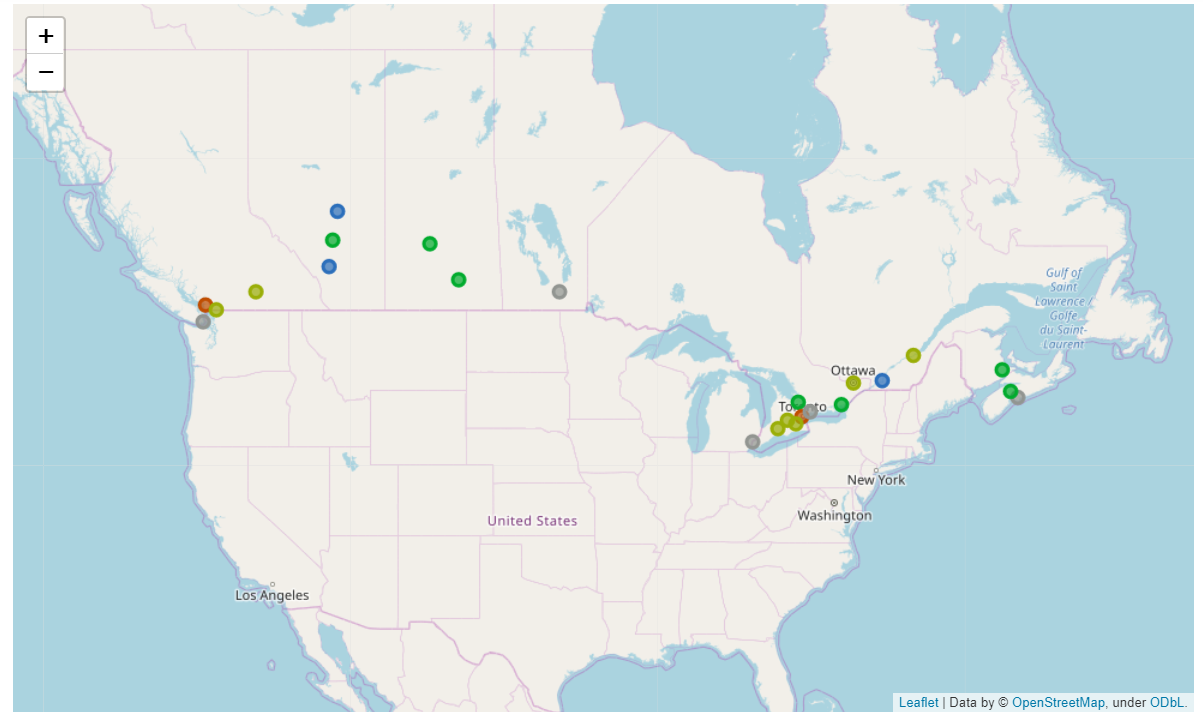 +
−
Gulf of
Saint
Lawrence /
Golfe
du Saint-
Laurent
Ottawa
Toronto
New York
Washington
United States
Los Angeles
Leaflet | Data by © OpenStreetMap, under ODbL.